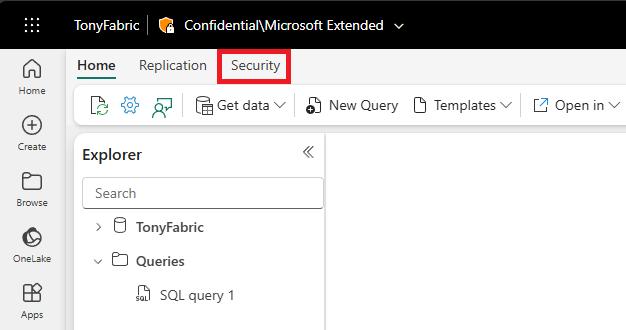 TonyFabric Confidential\Microsoft Extended
Home Replication Security
Home
Get data New Query Templates Open in
Create
Explorer
Search
Browse
TonyFabric
OneLake
Queries
SQL query 1
Apps